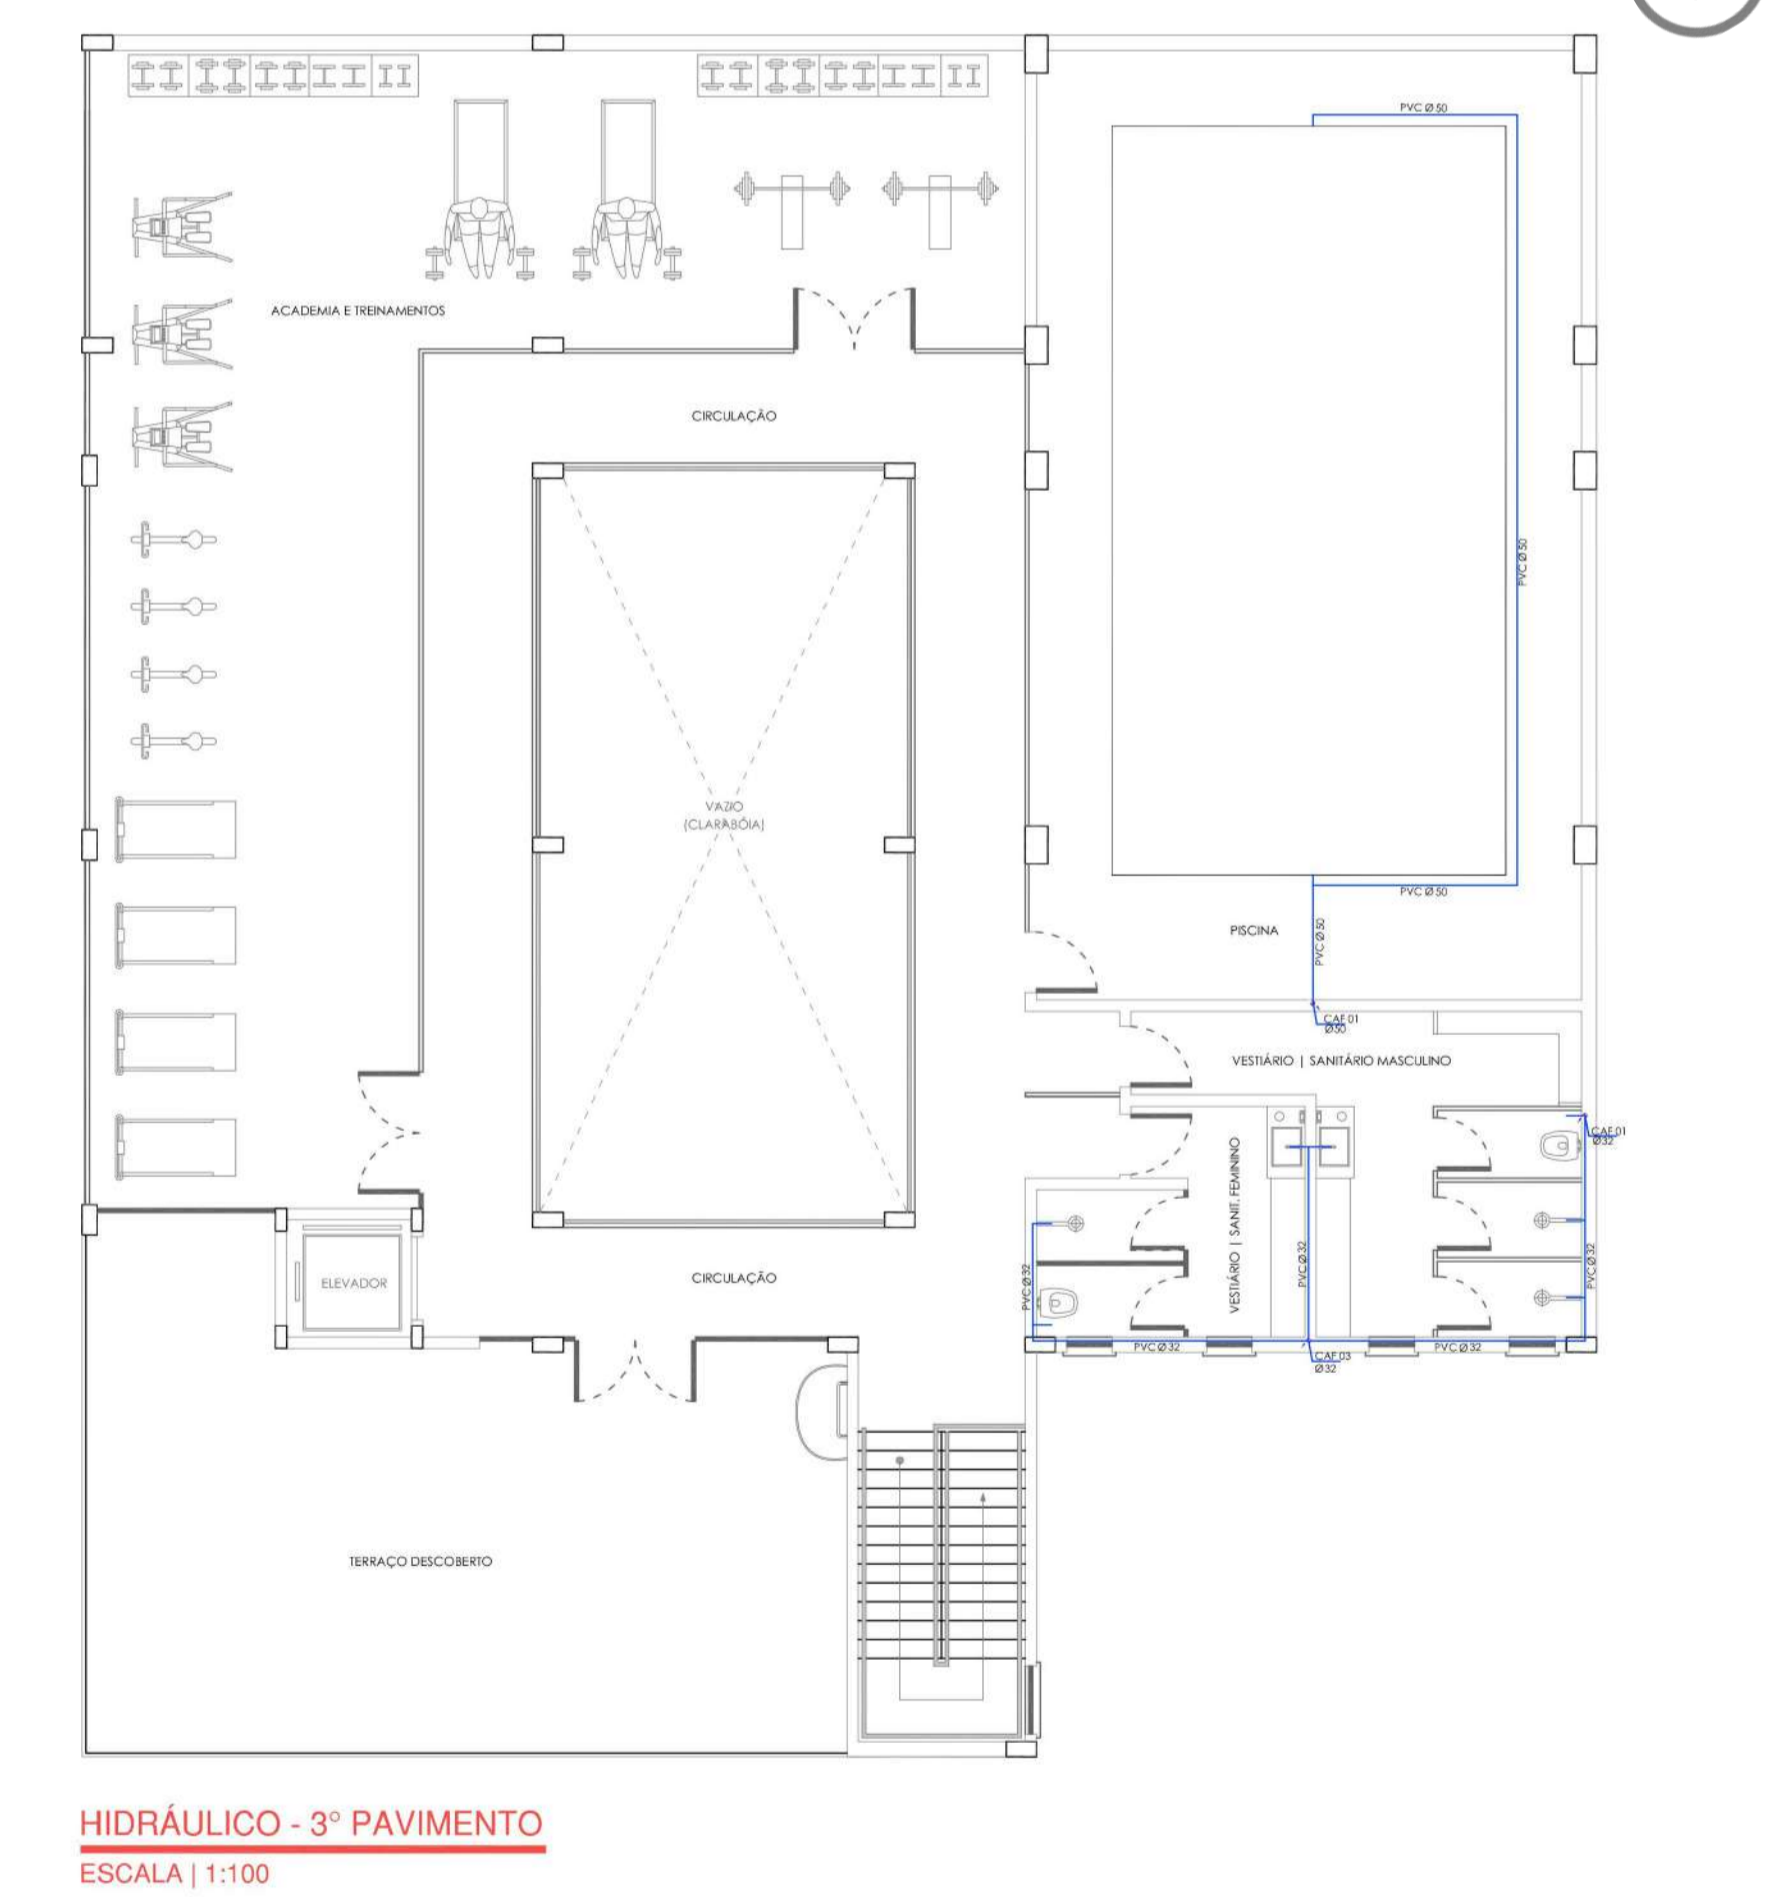 PVC Ø 50
ACADEMIA E TREINAMENTOS
CIRCULAÇÃO
PVC Ø 50
VAZIO
(CLARABÓIA)
PVC Ø 50
PISCINA
PVC Ø 50
CAF 01
Ø50
VESTIÁRIO | SANITÁRIO MASCULINO
CAF 01
Ø32
VESTIÁRIO | SANIT. FEMININO
ELEVADOR
CIRCULAÇÃO
PVC Ø 32
PVC Ø 32
PVC Ø 32
PVC Ø 32
PVC Ø 32
CAF 03
Ø 32
TERRAÇO DESCOBERTO
HIDRÁULICO - 3° PAVIMENTO
ESCALA | 1:100